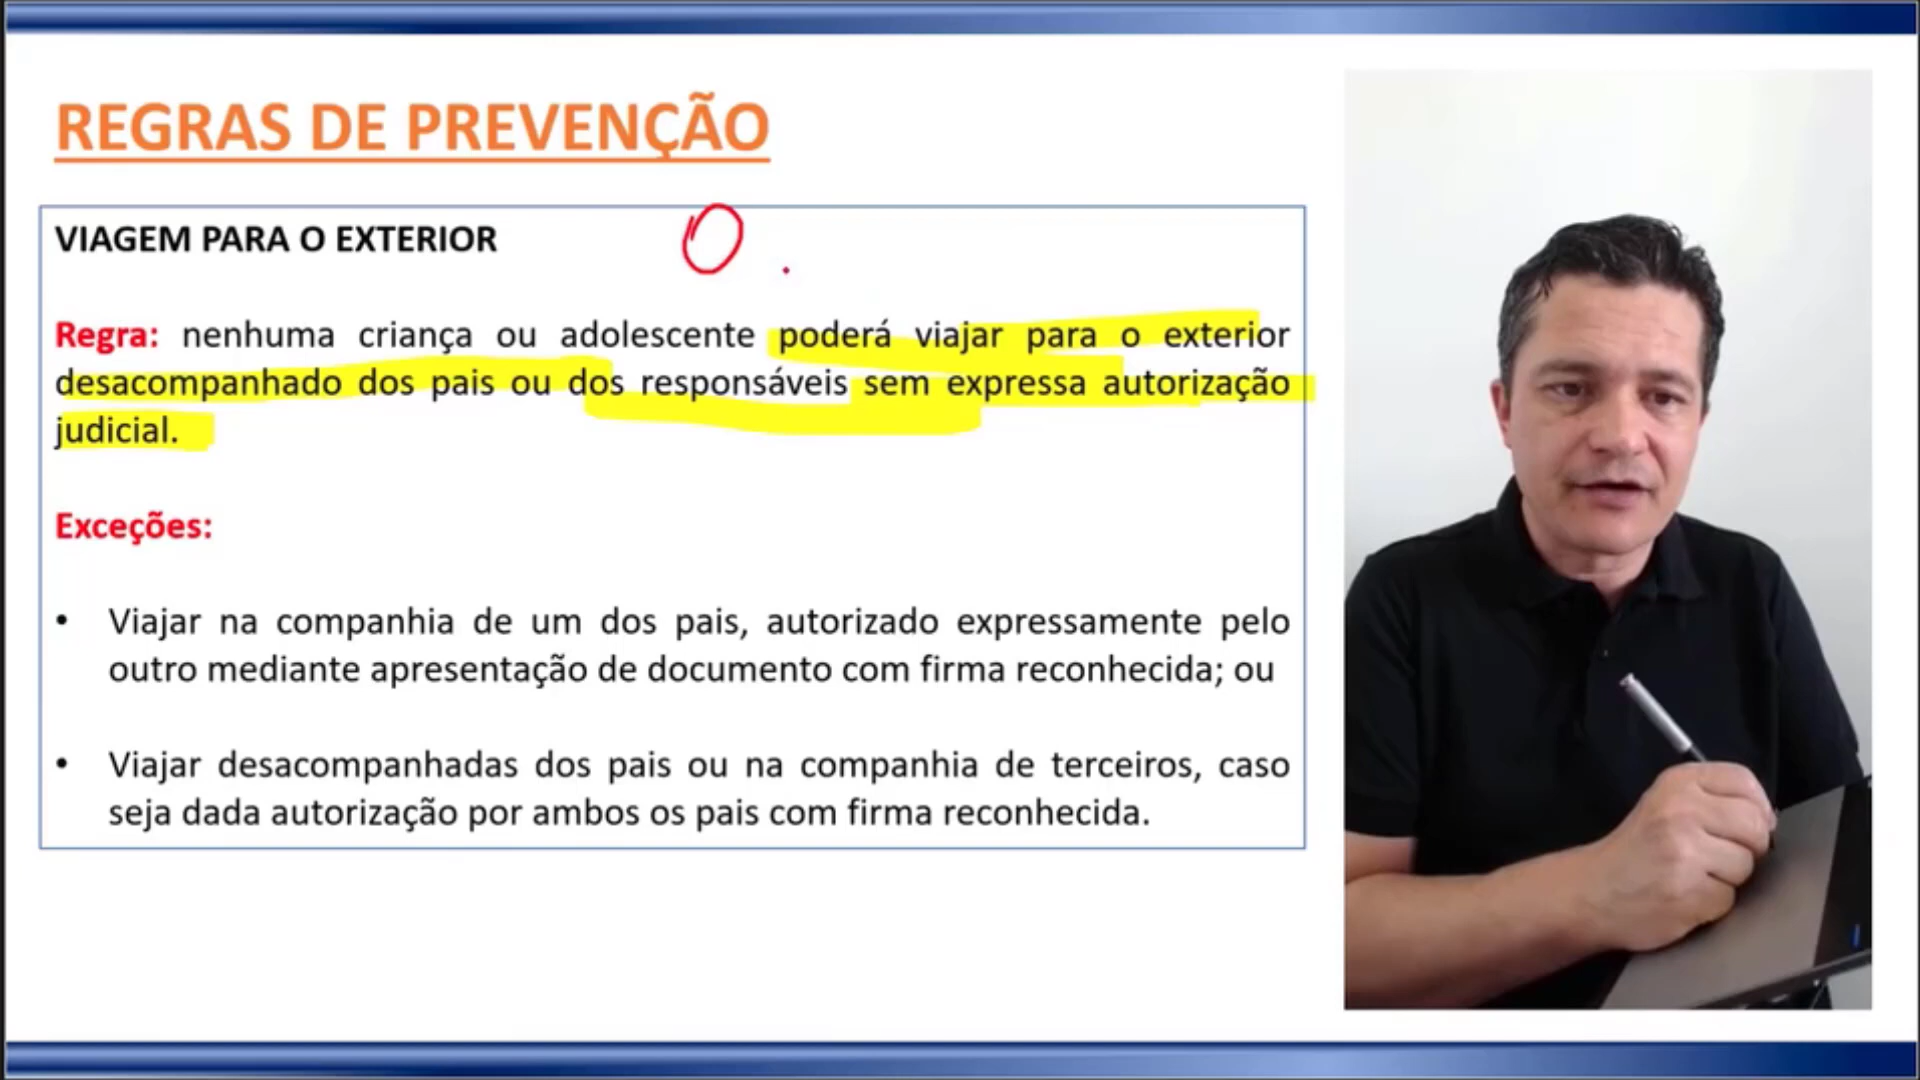 REGRAS DE PREVENÇÃO
VIAGEM PARA O EXTERIOR
Regra: nenhuma criança ou adolescente poderá viajar para o exterior
desacompanhado dos pais ou dos responsáveis sem expressa autorização
judicial.
Exceções:
• Viajar na companhia de um dos pais, autorizado expressamente pelo
outro mediante apresentação de documento com firma reconhecida; ou
• Viajar desacompanhadas dos pais ou na companhia de terceiros, caso
seja dada autorização por ambos os pais com firma reconhecida.